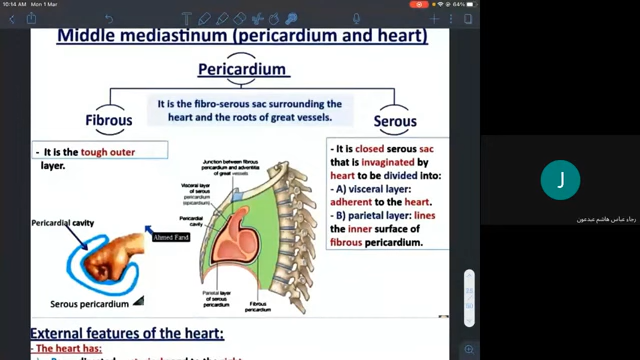 10:14 AM Mon 1 Mar
64%
Middle mediastinum (pericardium and heart)
Pericardium
It is the fibro-serous sac surrounding the
heart and the roots of great vessels.
Fibrous
Serous
- It is the tough outer
layer.
Junction between fibrous
pericardium and adventitia
of great vessels
Visceral layer of
serous
pericardium
(epicardium)
Pericardial
cavity
Parietal layer
of serous
pericardium
Fibrous
pericardium
Pericardial cavity
Ahmed Farid
Serous pericardium
- It is closed serous sac
that is invaginated by
heart to be divided into:
- A) visceral layer:
adherent to the heart.
- B) parietal layer: lines
the inner surface of
fibrous pericardium.
External features of the heart:
- The heart has:
J
رجاء عباس هاشم عبدعون